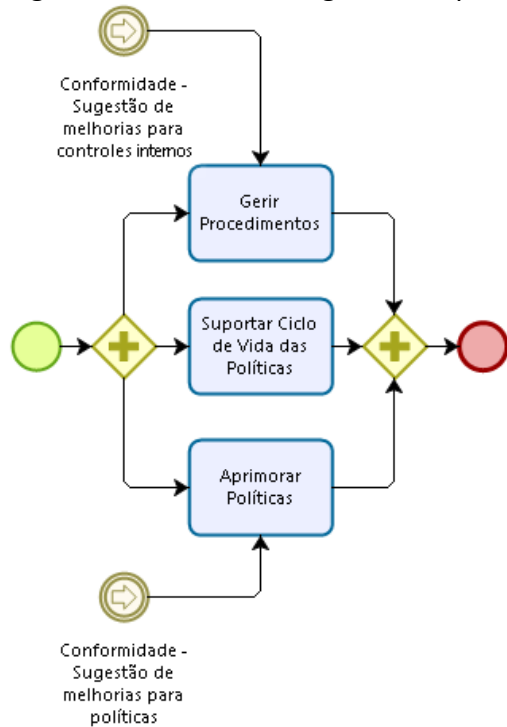 Conformidade -
Sugestão de
melhorias para
controles internos
Gerir
Procedimentos
Suportar Ciclo
de Vida das
Políticas
Aprimorar
Políticas
Conformidade -
Sugestão de
melhorias para
políticas